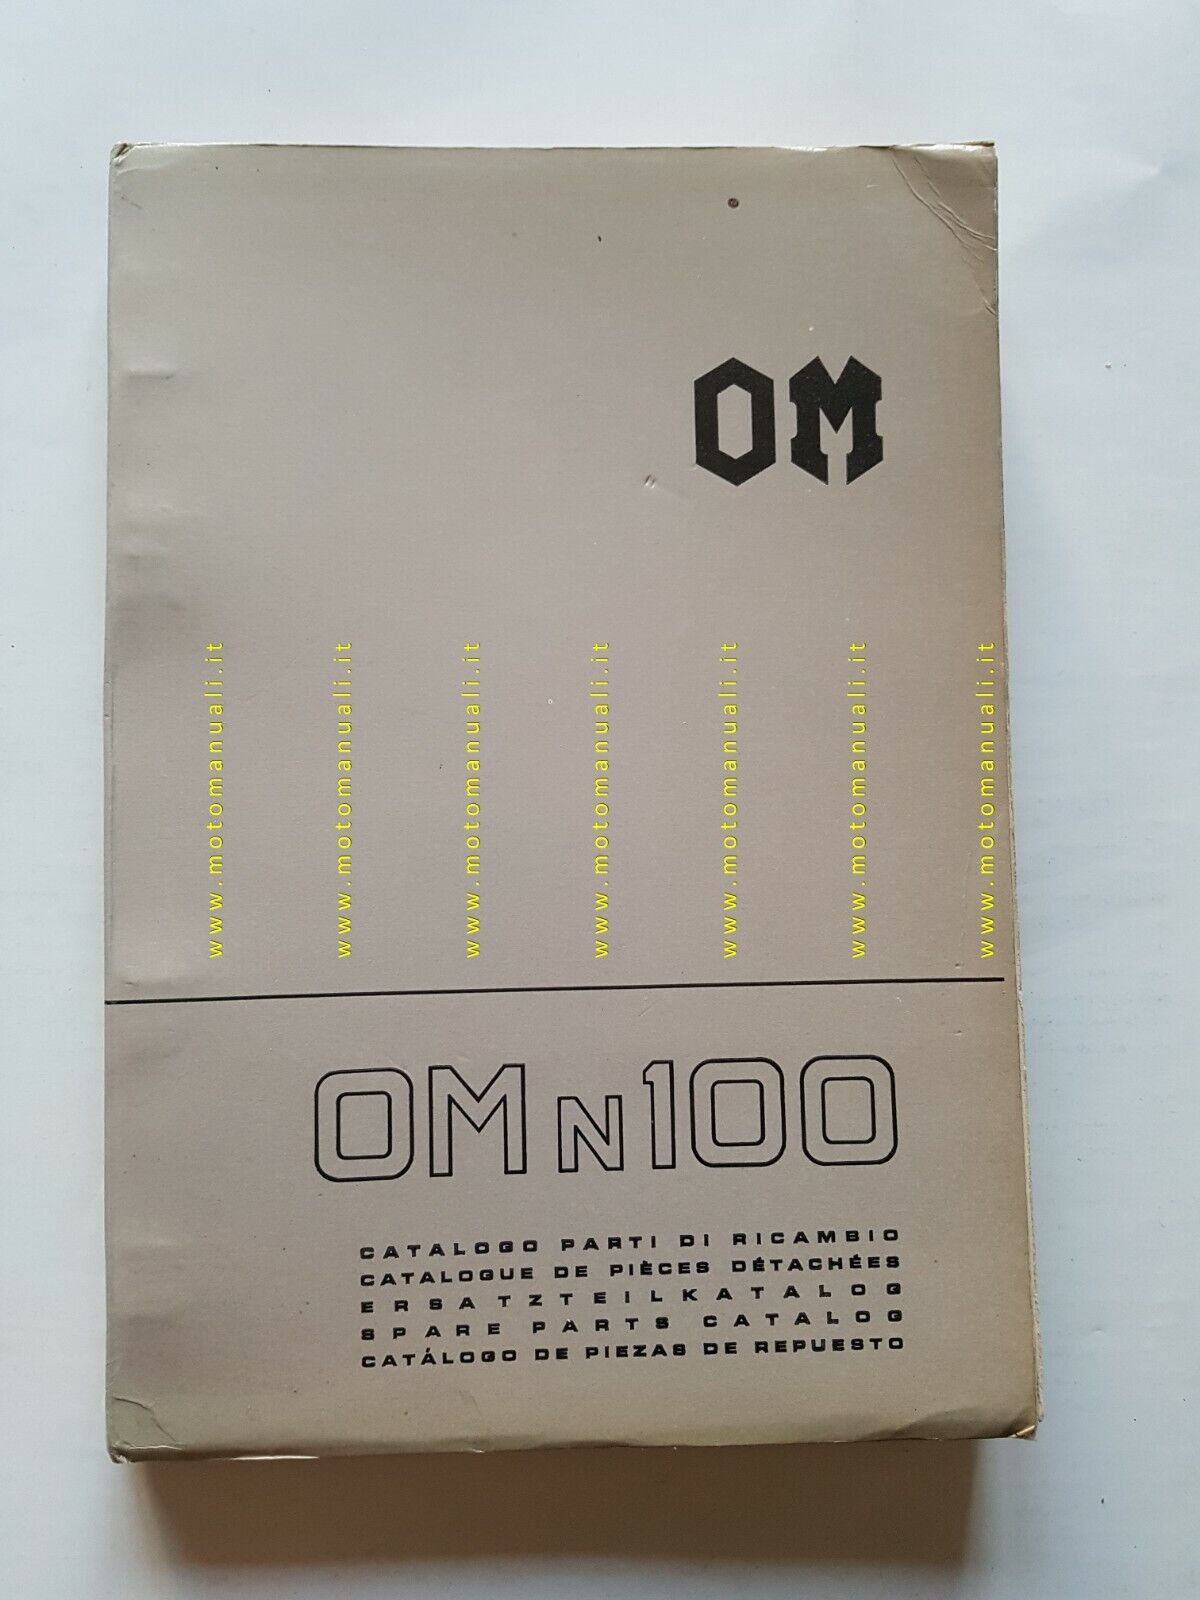 OM
www.motomanuali.it
www.motomanuali.it
www.motomanuali.it
www.motomanuali.it
www.motomanuali.it
www.motomanuali.it
www.motomanuali.it
OM N 100
CATALOGO PARTI DI RICAMBIO
CATALOGUE DE PIÈCES DÉTACHÉES
ERSATZTEILKATALOG
SPARE PARTS CATALOG
CATÁLOGO DE PIEZAS DE REPUESTO